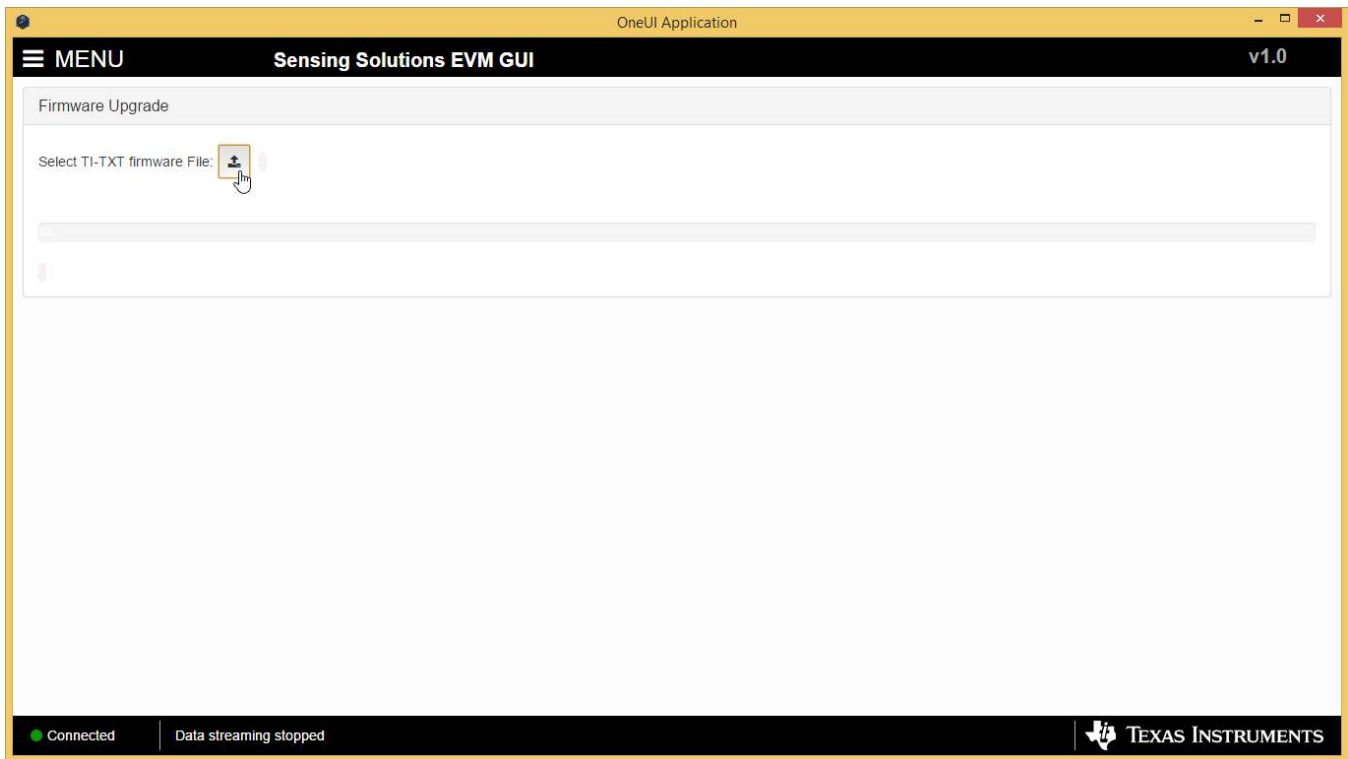 OneUI Application
MENU
Sensing Solutions EVM GUI
v1.0
Firmware Upgrade
Select TI-TXT firmware File:
Connected
Data streaming stopped
TEXAS INSTRUMENTS